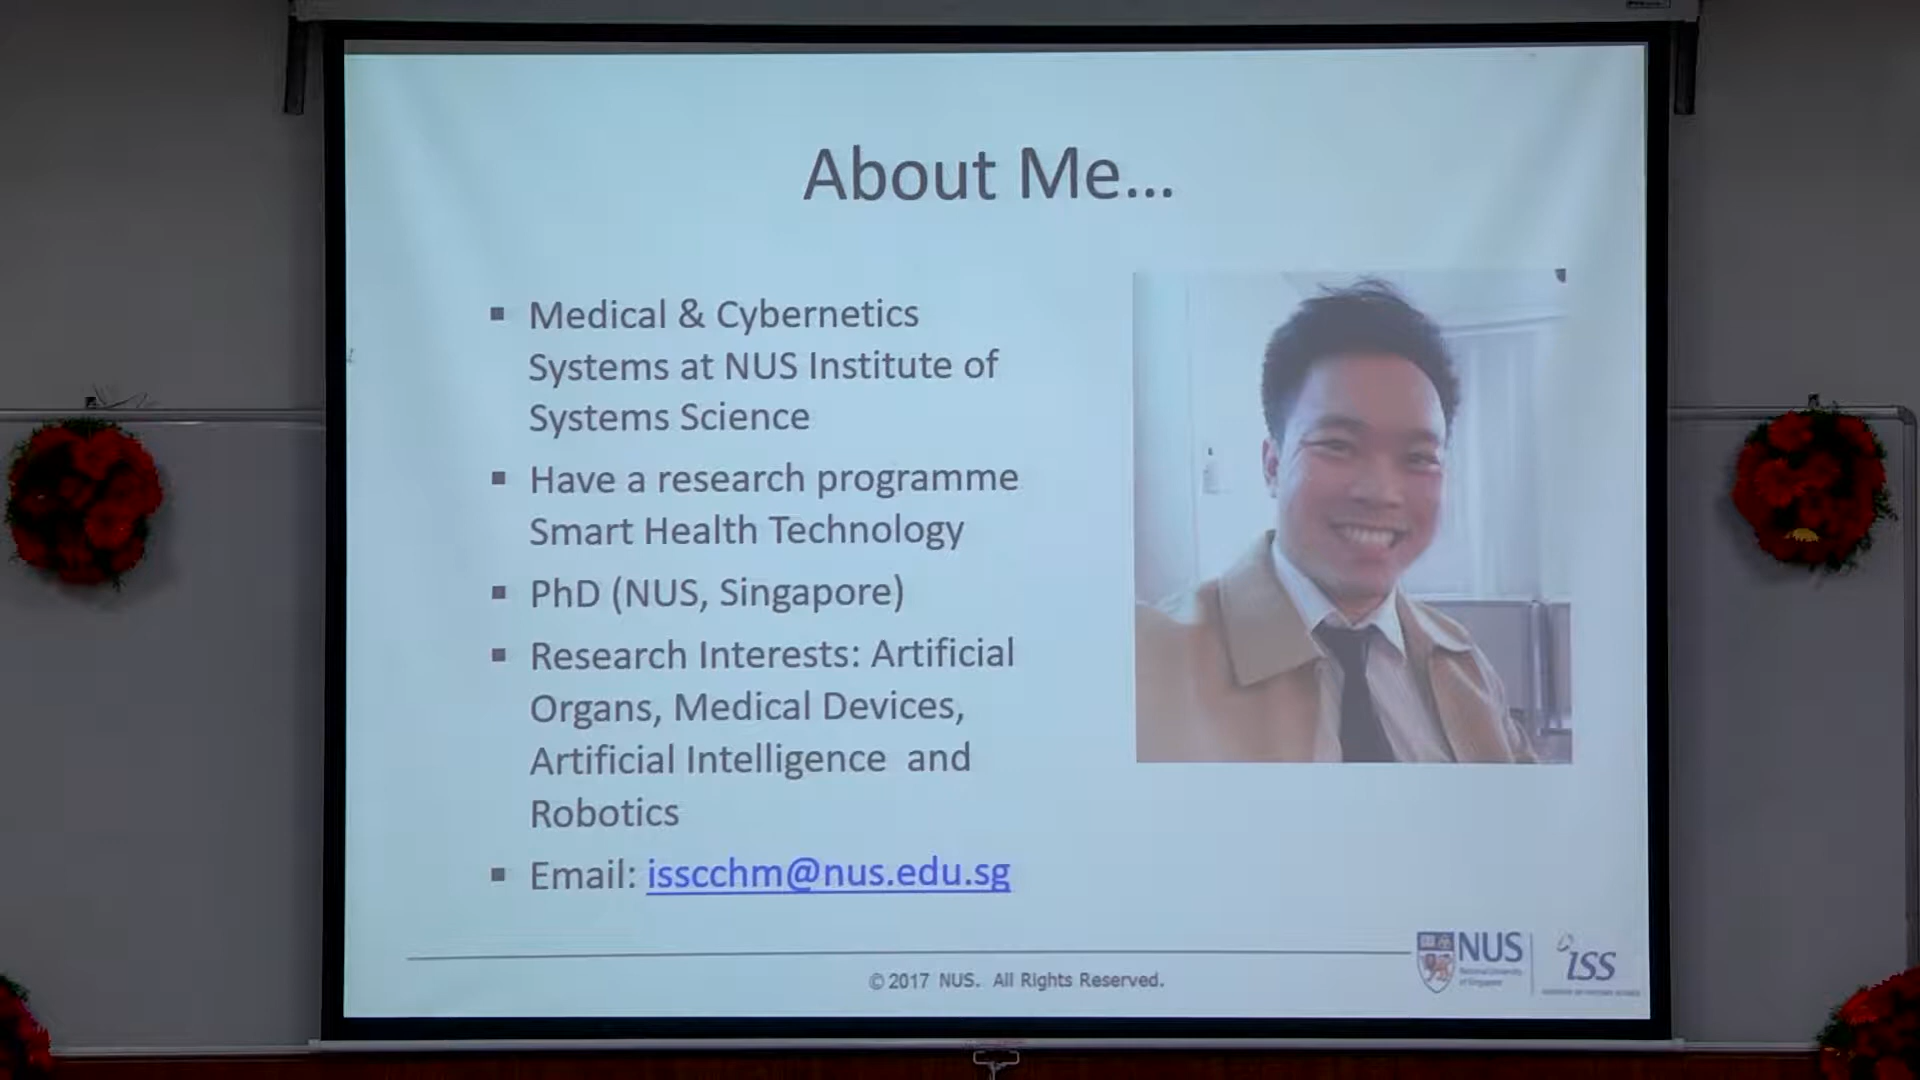 About Me...
▪ Medical & Cybernetics
Systems at NUS Institute of
Systems Science
▪ Have a research programme
Smart Health Technology
▪ PhD (NUS, Singapore)
▪ Research Interests: Artificial
Organs, Medical Devices,
Artificial Intelligence and
Robotics
▪ Email: isscchm@nus.edu.sg
© 2017 NUS. All Rights Reserved.
NUS
National University
of Singapore
iss